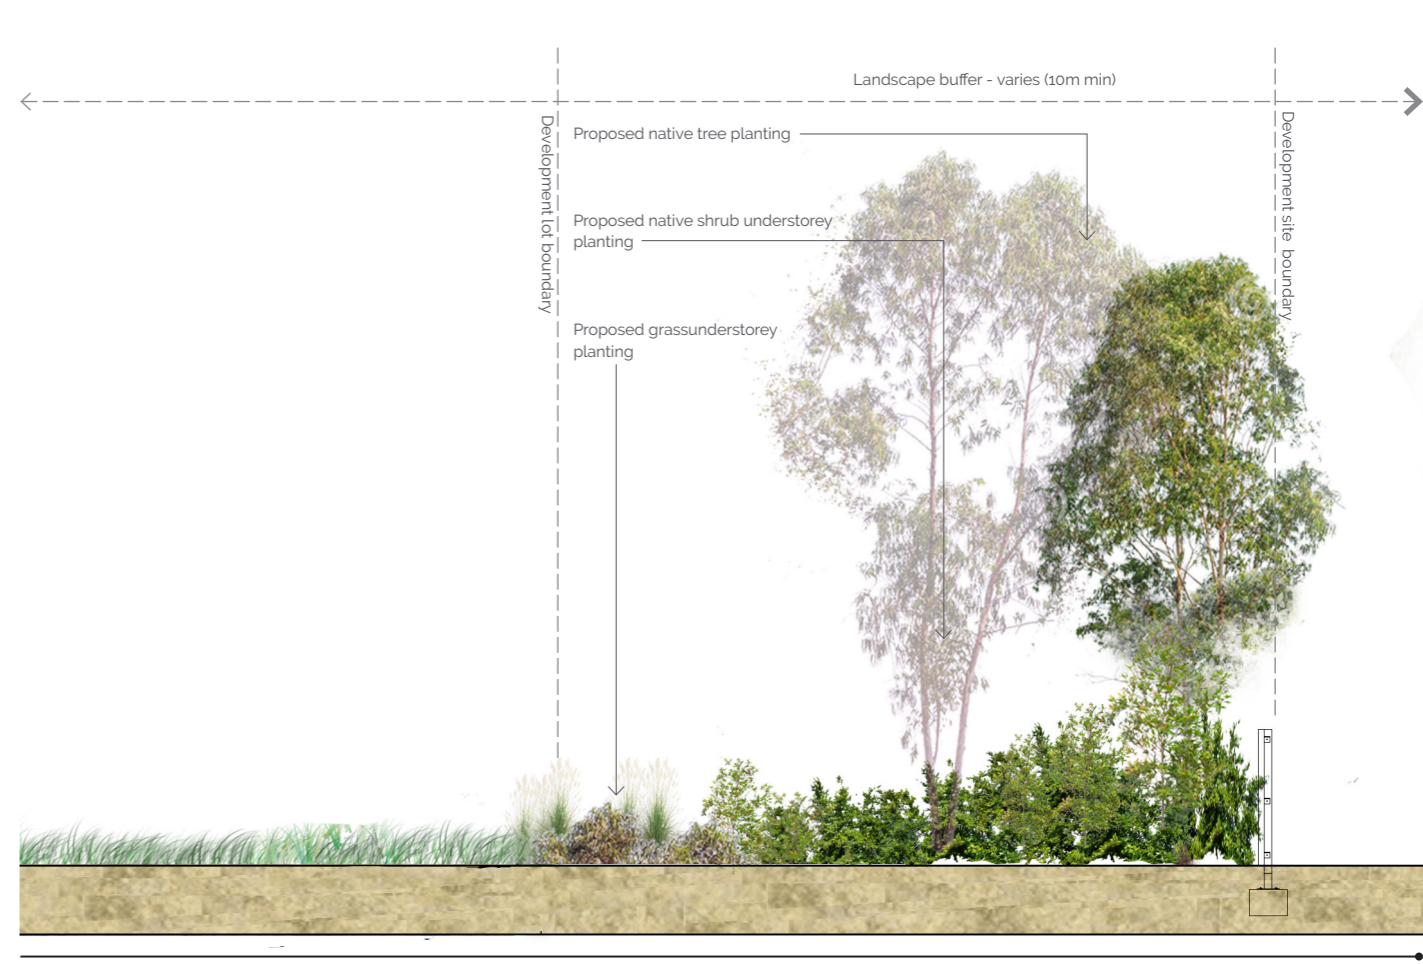 Landscape buffer - varies (10m min)
Development lot boundary
Proposed native tree planting
Development site boundary
Proposed native shrub understorey
planting
Proposed grassunderstorey
planting